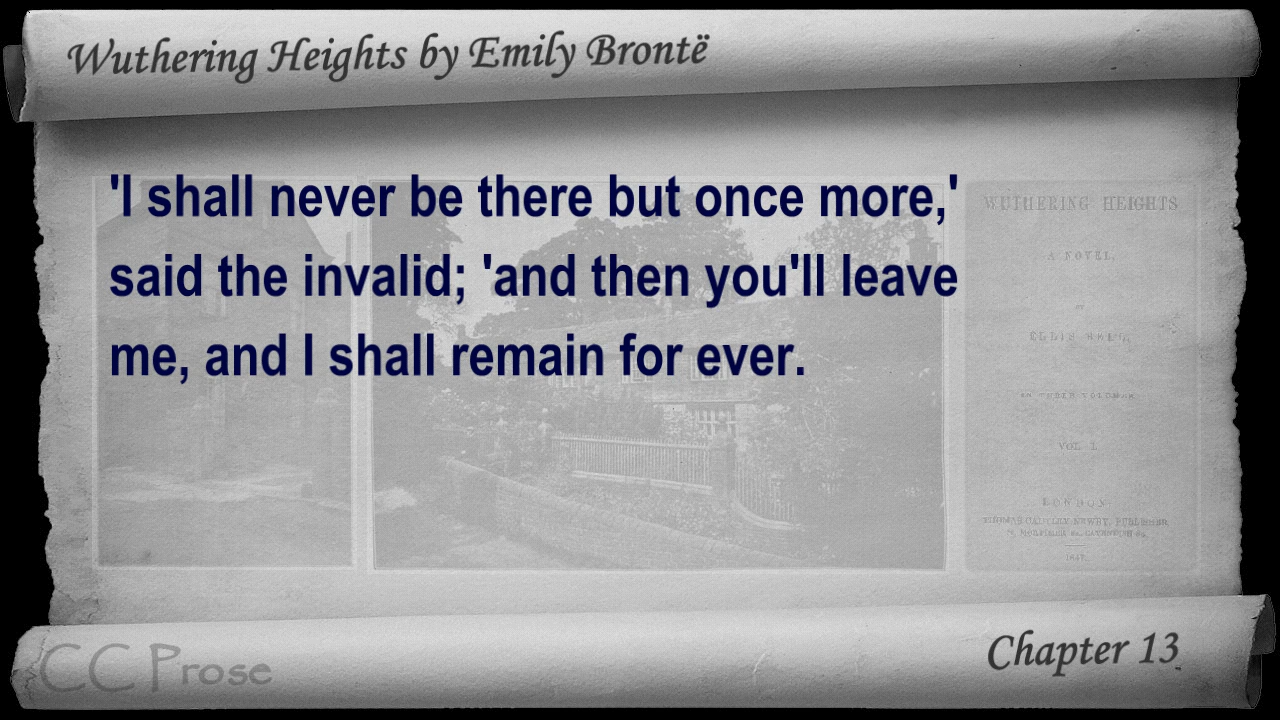 Wuthering Heights by Emily Brontë
'I shall never be there but once more,'
said the invalid; 'and then you'll leave
me, and I shall remain for ever.
WUTHERING HEIGHTS
A NOVEL,
VOL. I.
LONDON:
1847.
CC Prose
Chapter 13